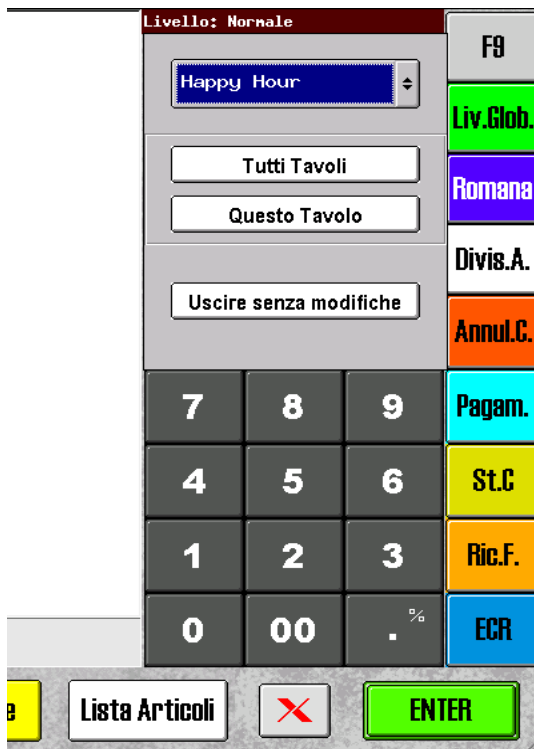 Livello: Normale
F9
Happy Hour
Liv.Glob.
Tutti Tavoli
Romana
Questo Tavolo
Divis.A.
Uscire senza modifiche
Annul.C.
7 8 9 Pagam.
4 5 6 St.C
1 2 3 Ric.F.
0 00 . % ECR
e Lista Articoli X ENTER